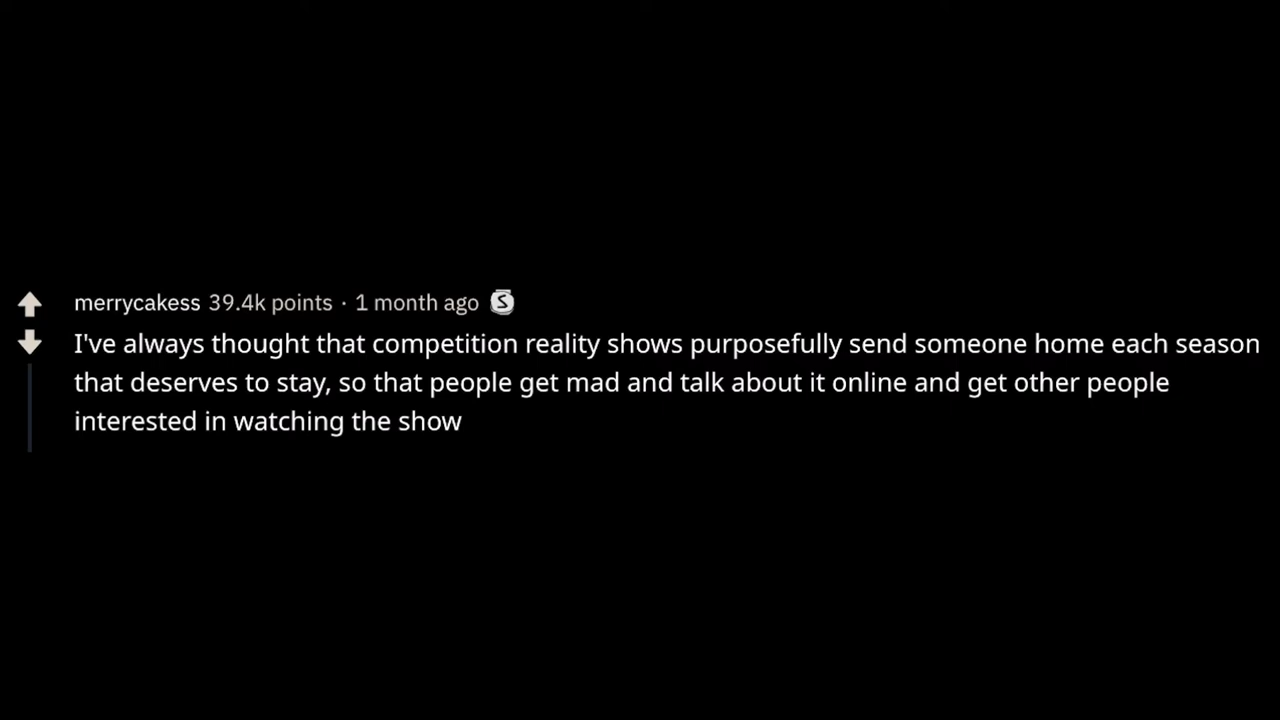 merrycakess 39.4k points · 1 month ago S
I've always thought that competition reality shows purposefully send someone home each season
that deserves to stay, so that people get mad and talk about it online and get other people
interested in watching the show